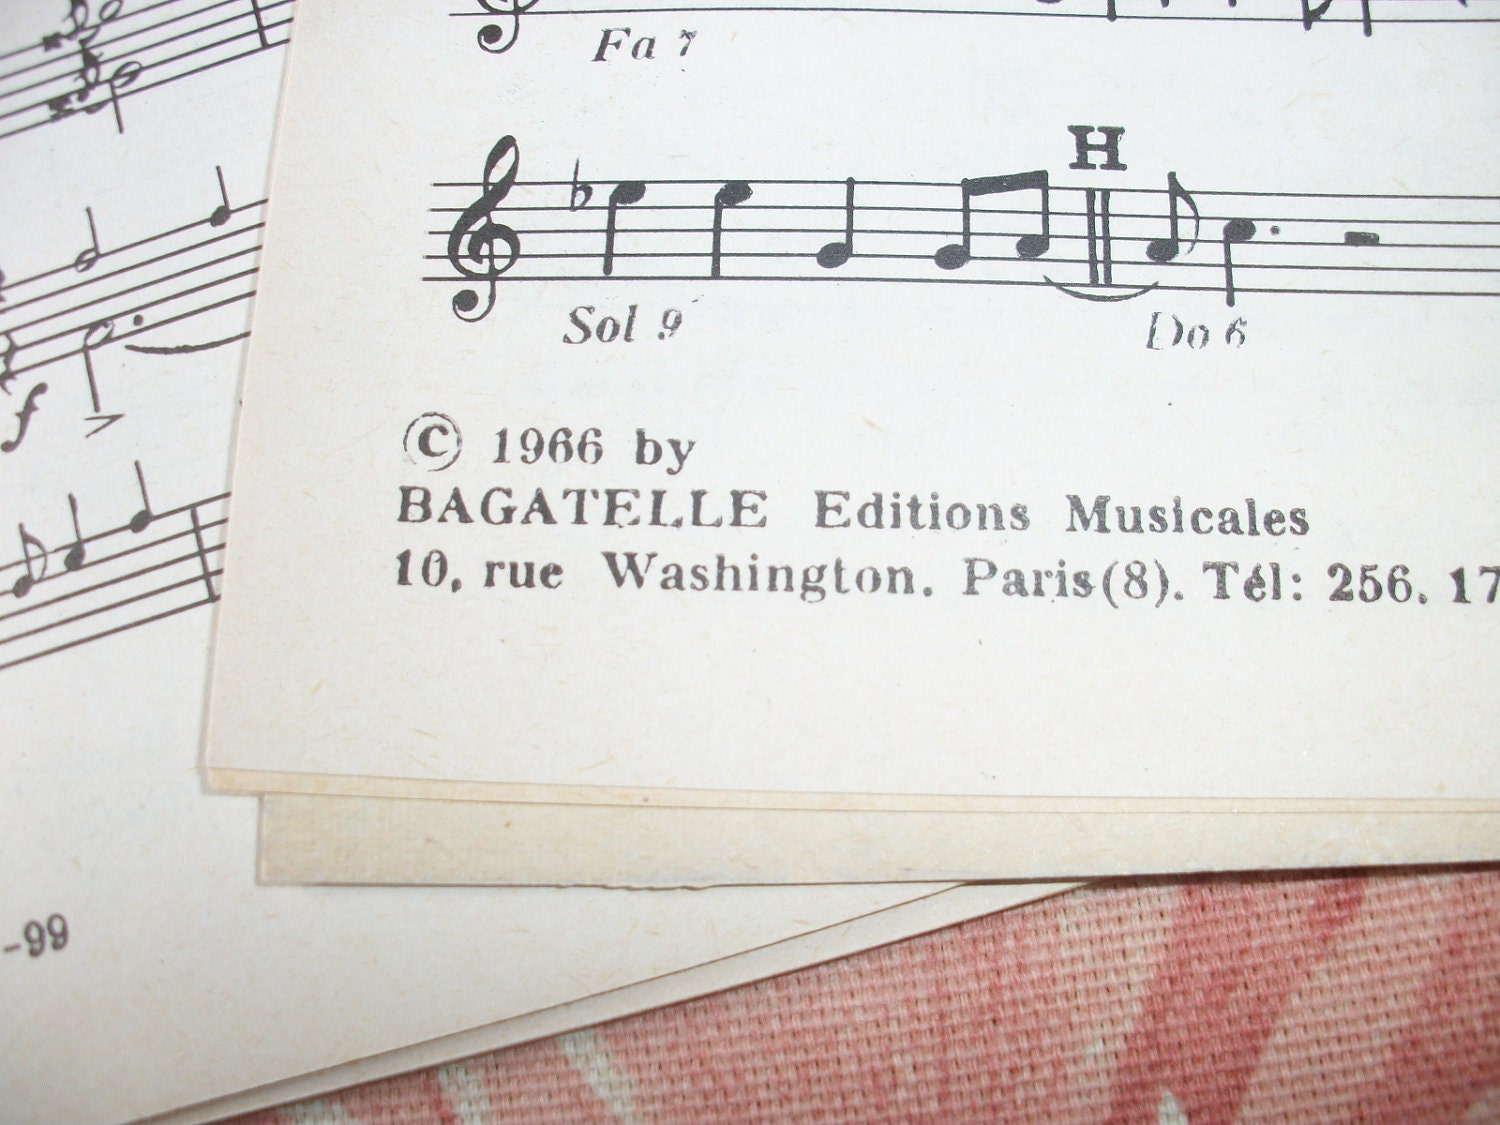 Fa 7
H
Sol 9
Do 6
© 1966 by
BAGATELLE Editions Musicales
10, rue Washington. Paris(8). Tél: 256. 17
f
-99